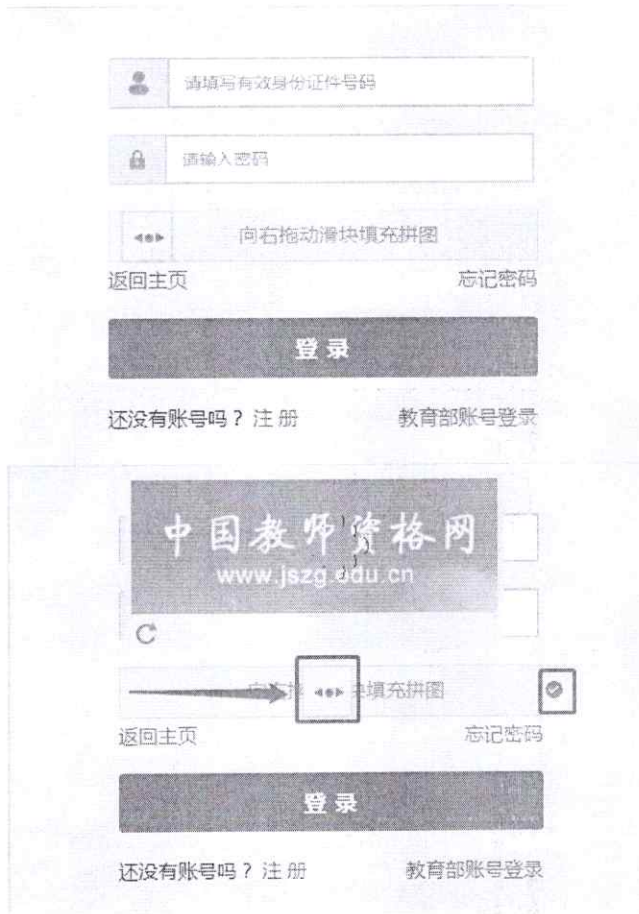 请填写有效身份证件号码
请输入密码
向右拖动滑块填充拼图
返回主页 忘记密码
登 录
还没有账号吗？注 册 教育部账号登录
中国教师资格网
www.jszg.edu.cn
块填充拼图
返回主页 忘记密码
登 录
还没有账号吗？注 册 教育部账号登录